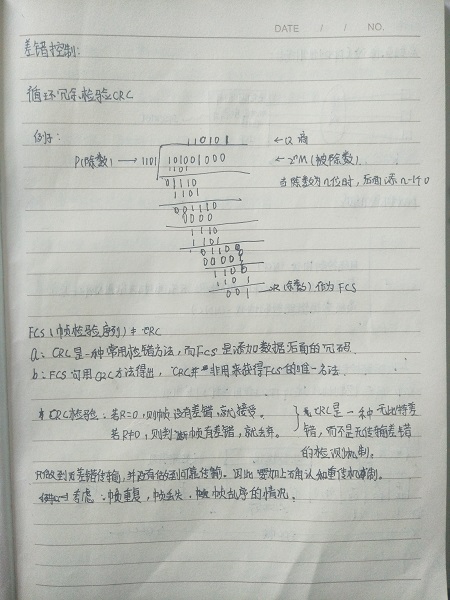 DATE / / NO.
差错控制:
循环冗余检验CRC
例子:
110101 ← Q 商
P(除数) → 1101 101001000 ← 2ⁿM (被除数)
1101 当除数为n位时,后面添n-1个0
01110
1101
00111 0
0000
1110
1101
0110 0
0000
1100
1101
001 → R(余数) 作为 FCS
FCS (帧检验序列) ≠ CRC
a: CRC是一种常用检错方法,而FCS是添加数据后面的冗码.
b: FCS可用CRC方法得出, CRC并非用来获得FCS的唯一方法.
CRC检验: 若R=0, 则帧没有差错, 就接受.
若R≠0, 则判断帧有差错, 就丢弃.
CRC是一种无比特差
错, 而不是无传输差错
的检测机制.
只做到无差错传输, 并没有做到可靠传输. 因此要加上确认和重传机制.
考虑: 帧重复, 帧丢失, 帧乱序的情况.